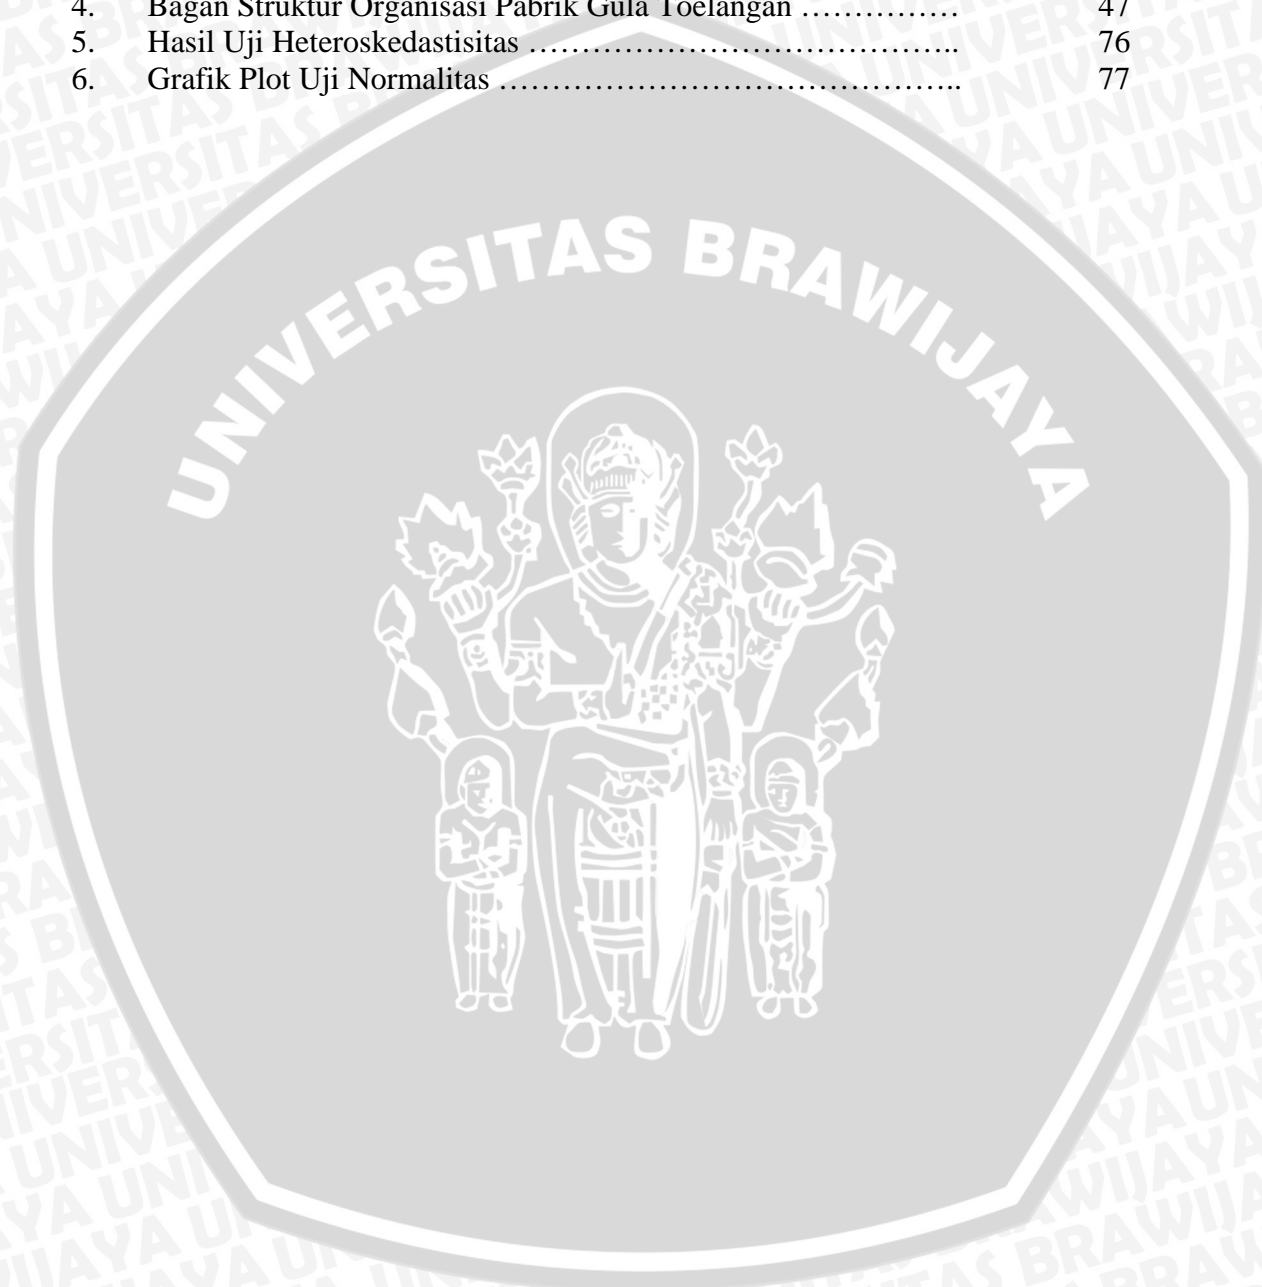 4. Bagan Struktur Organisasi Pabrik Gula Toelangan …………… 47
5. Hasil Uji Heteroskedastisitas ………………………………….. 76
6. Grafik Plot Uji Normalitas …………………………………….. 77
UNIVERSITAS BRAWIJAYA